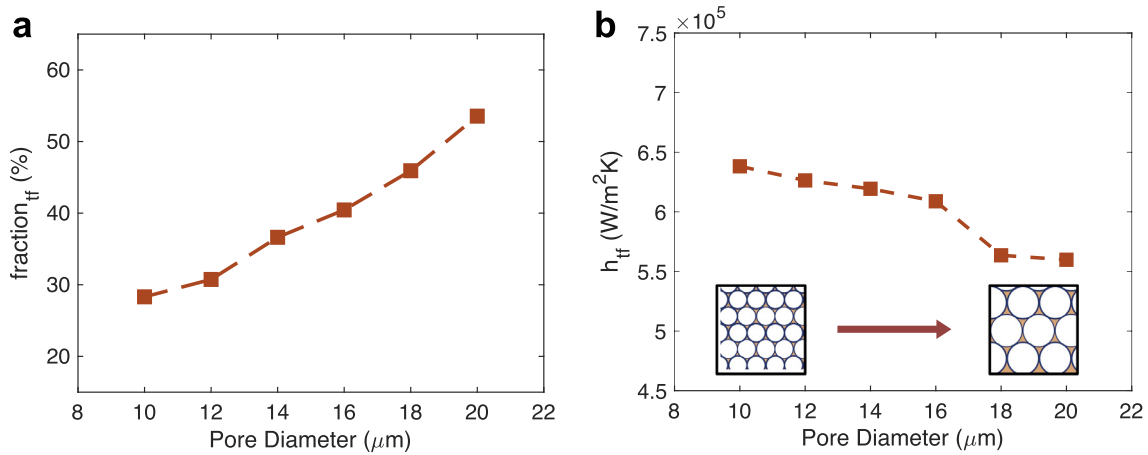 a
fraction_tf (%)
60
50
40
30
20
8 10 12 14 16 18 20 22
Pore Diameter (μm)
b
×10^5
h_tf (W/m^2K)
7.5
7
6.5
6
5.5
5
4.5
8 10 12 14 16 18 20 22
Pore Diameter (μm)